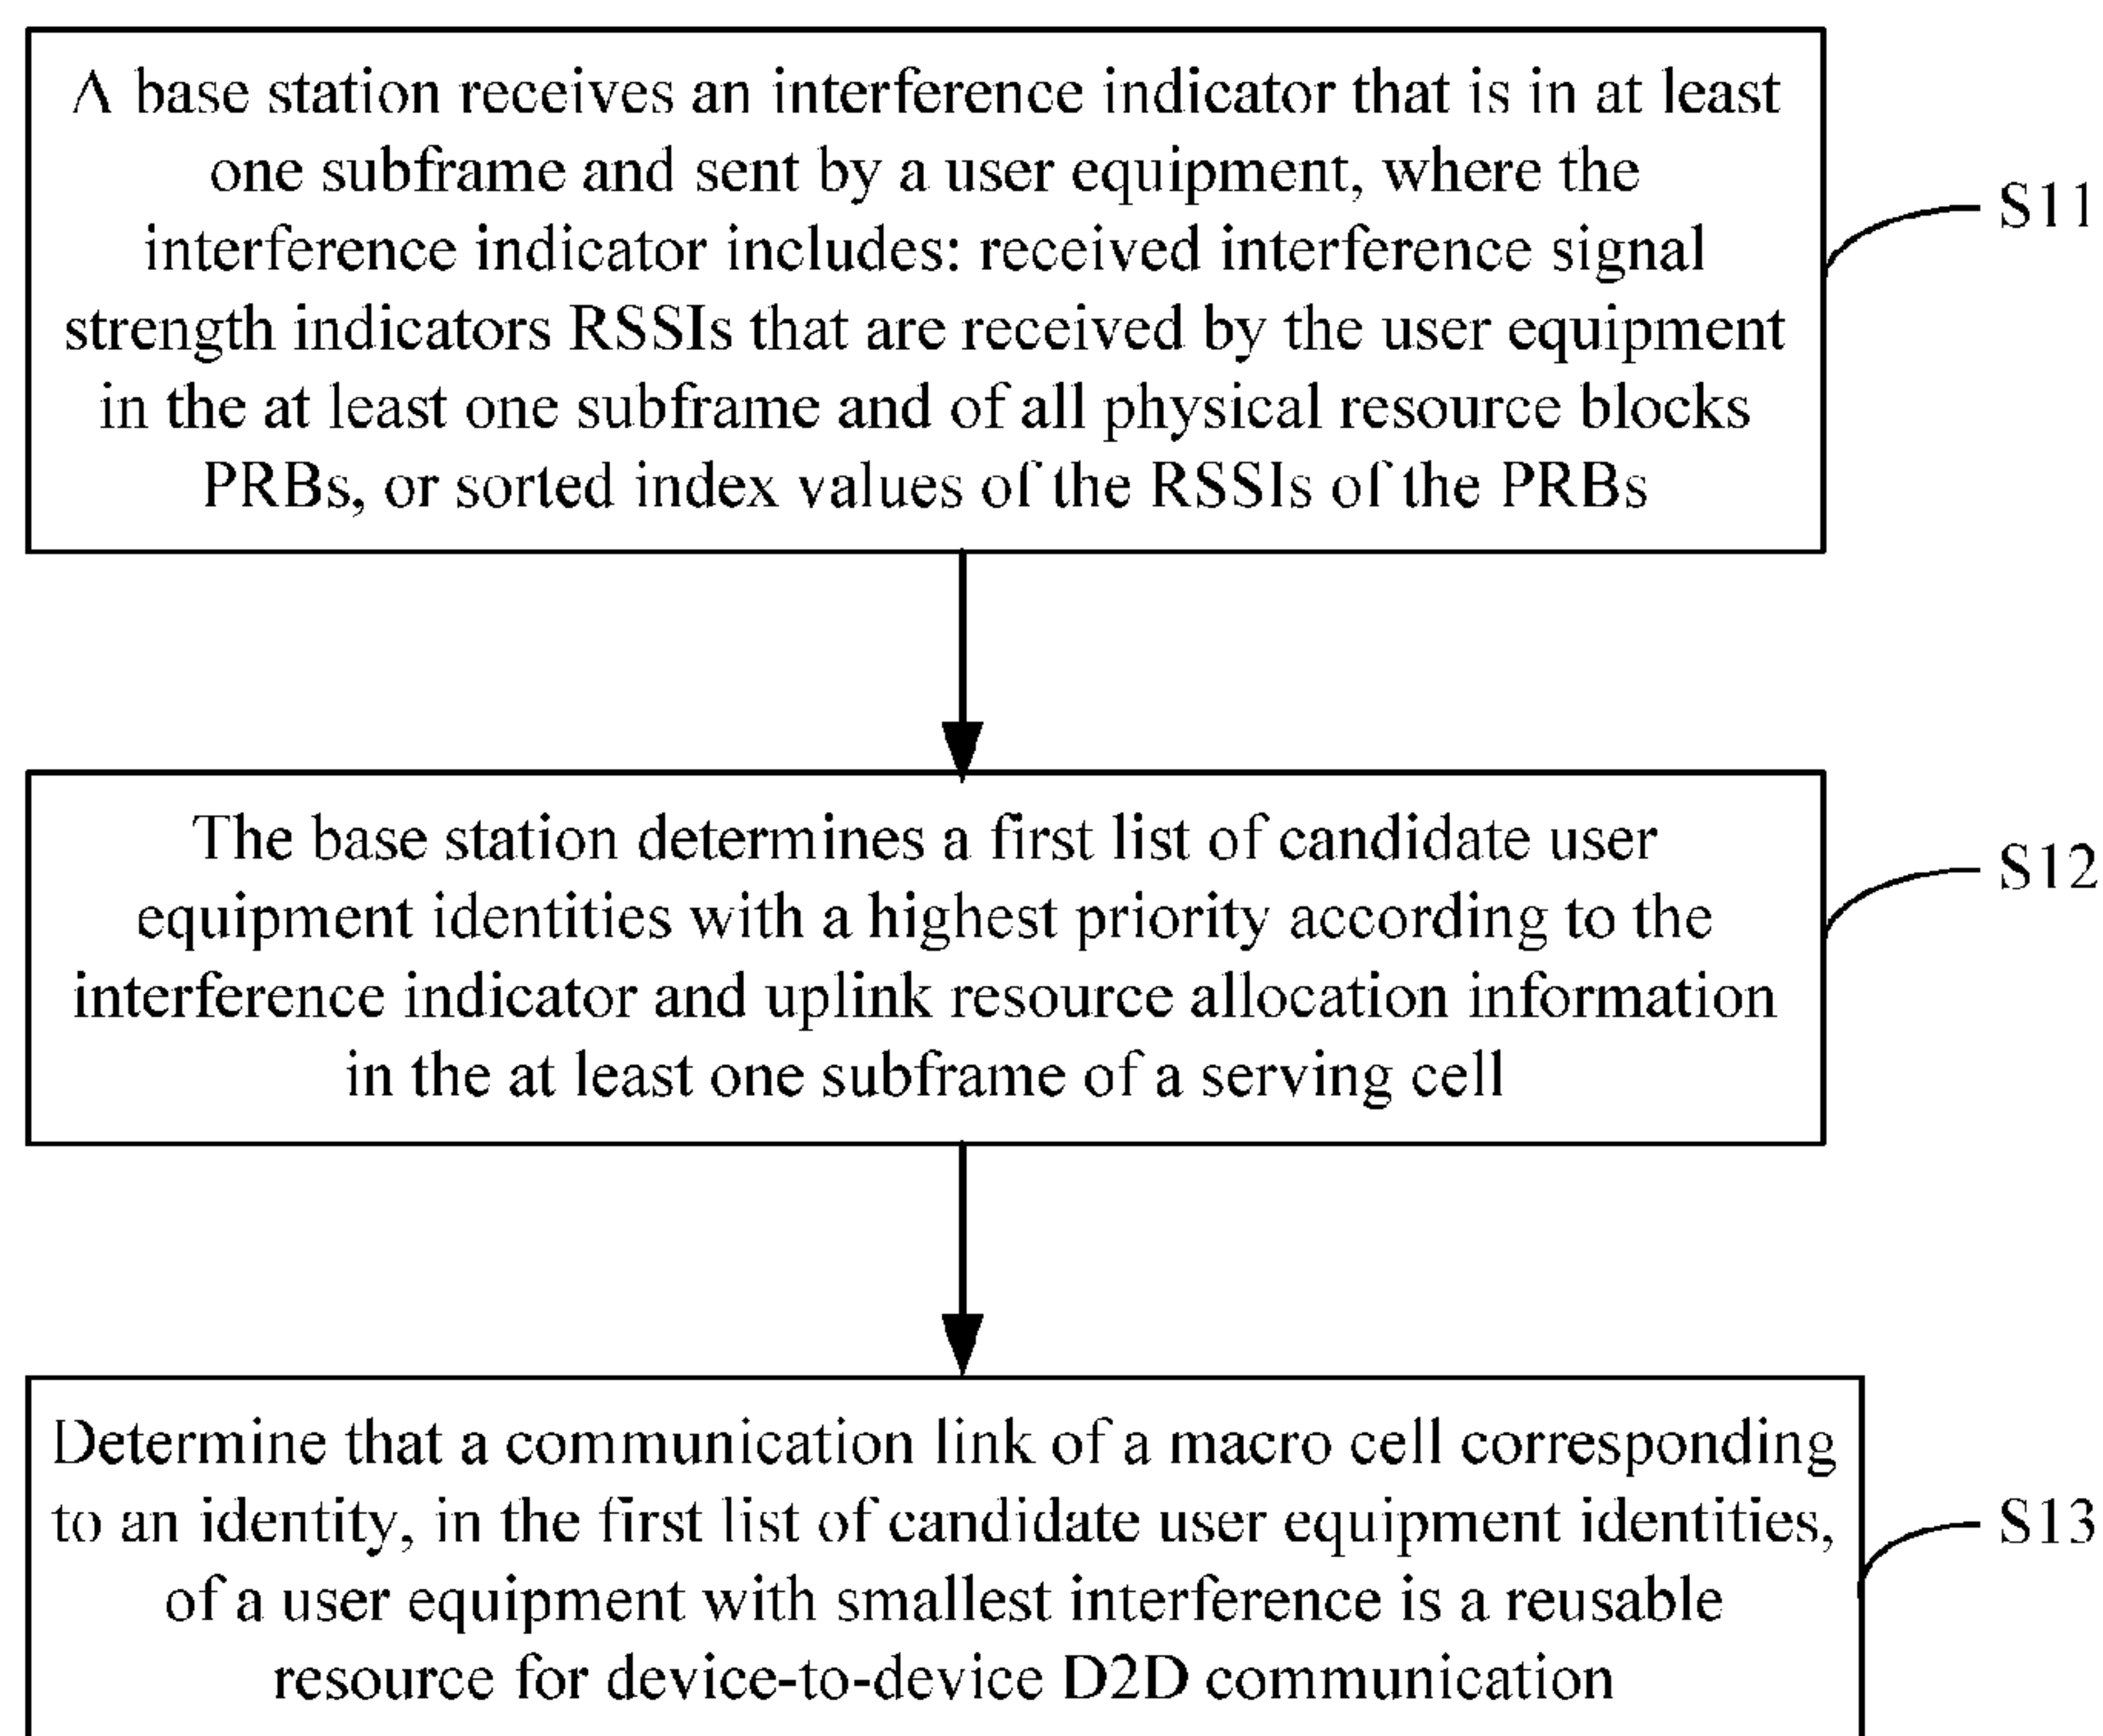 A base station receives an interference indicator that is in at least
one subframe and sent by a user equipment, where the
interference indicator includes: received interference signal
strength indicators RSSIs that are received by the user equipment
in the at least one subframe and of all physical resource blocks
PRBs, or sorted index values of the RSSIs of the PRBs
S11
The base station determines a first list of candidate user
equipment identities with a highest priority according to the
interference indicator and uplink resource allocation information
in the at least one subframe of a serving cell
S12
Determine that a communication link of a macro cell corresponding
to an identity, in the first list of candidate user equipment identities,
of a user equipment with smallest interference is a reusable
resource for device-to-device D2D communication
S13